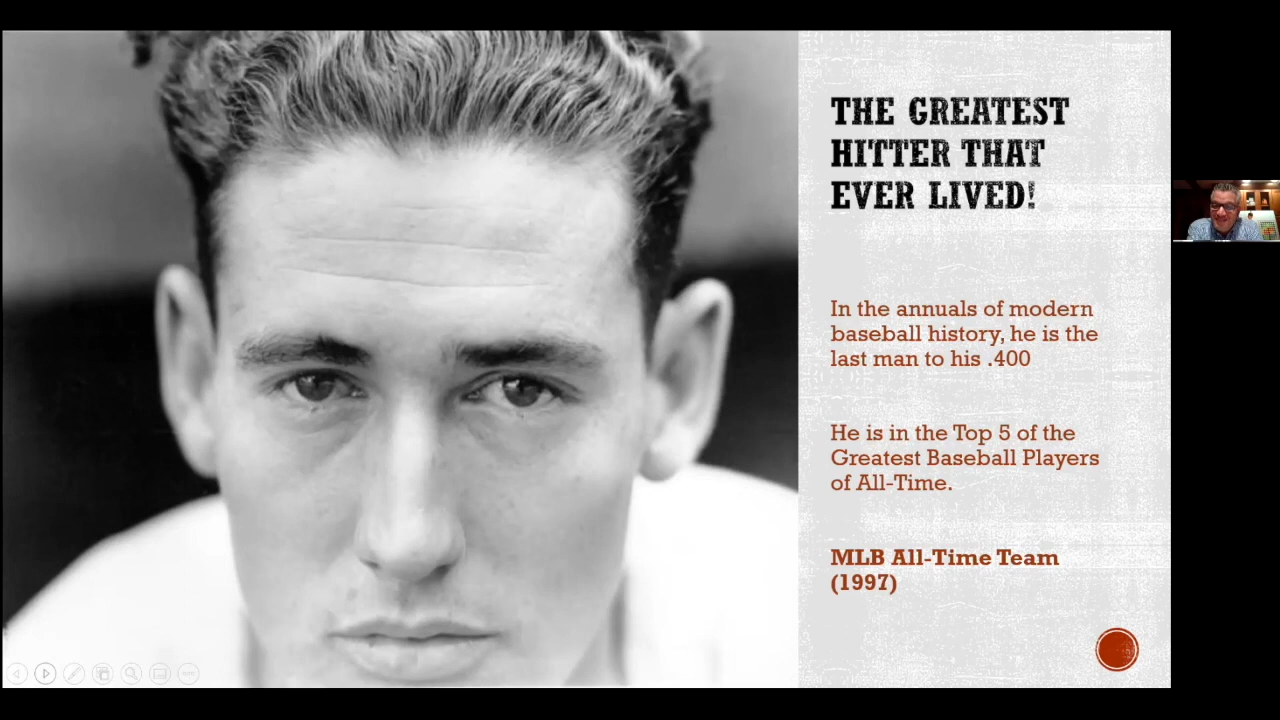 THE GREATEST
HITTER THAT
EVER LIVED!
In the annuals of modern
baseball history, he is the
last man to his .400
He is in the Top 5 of the
Greatest Baseball Players
of All-Time.
MLB All-Time Team
(1997)